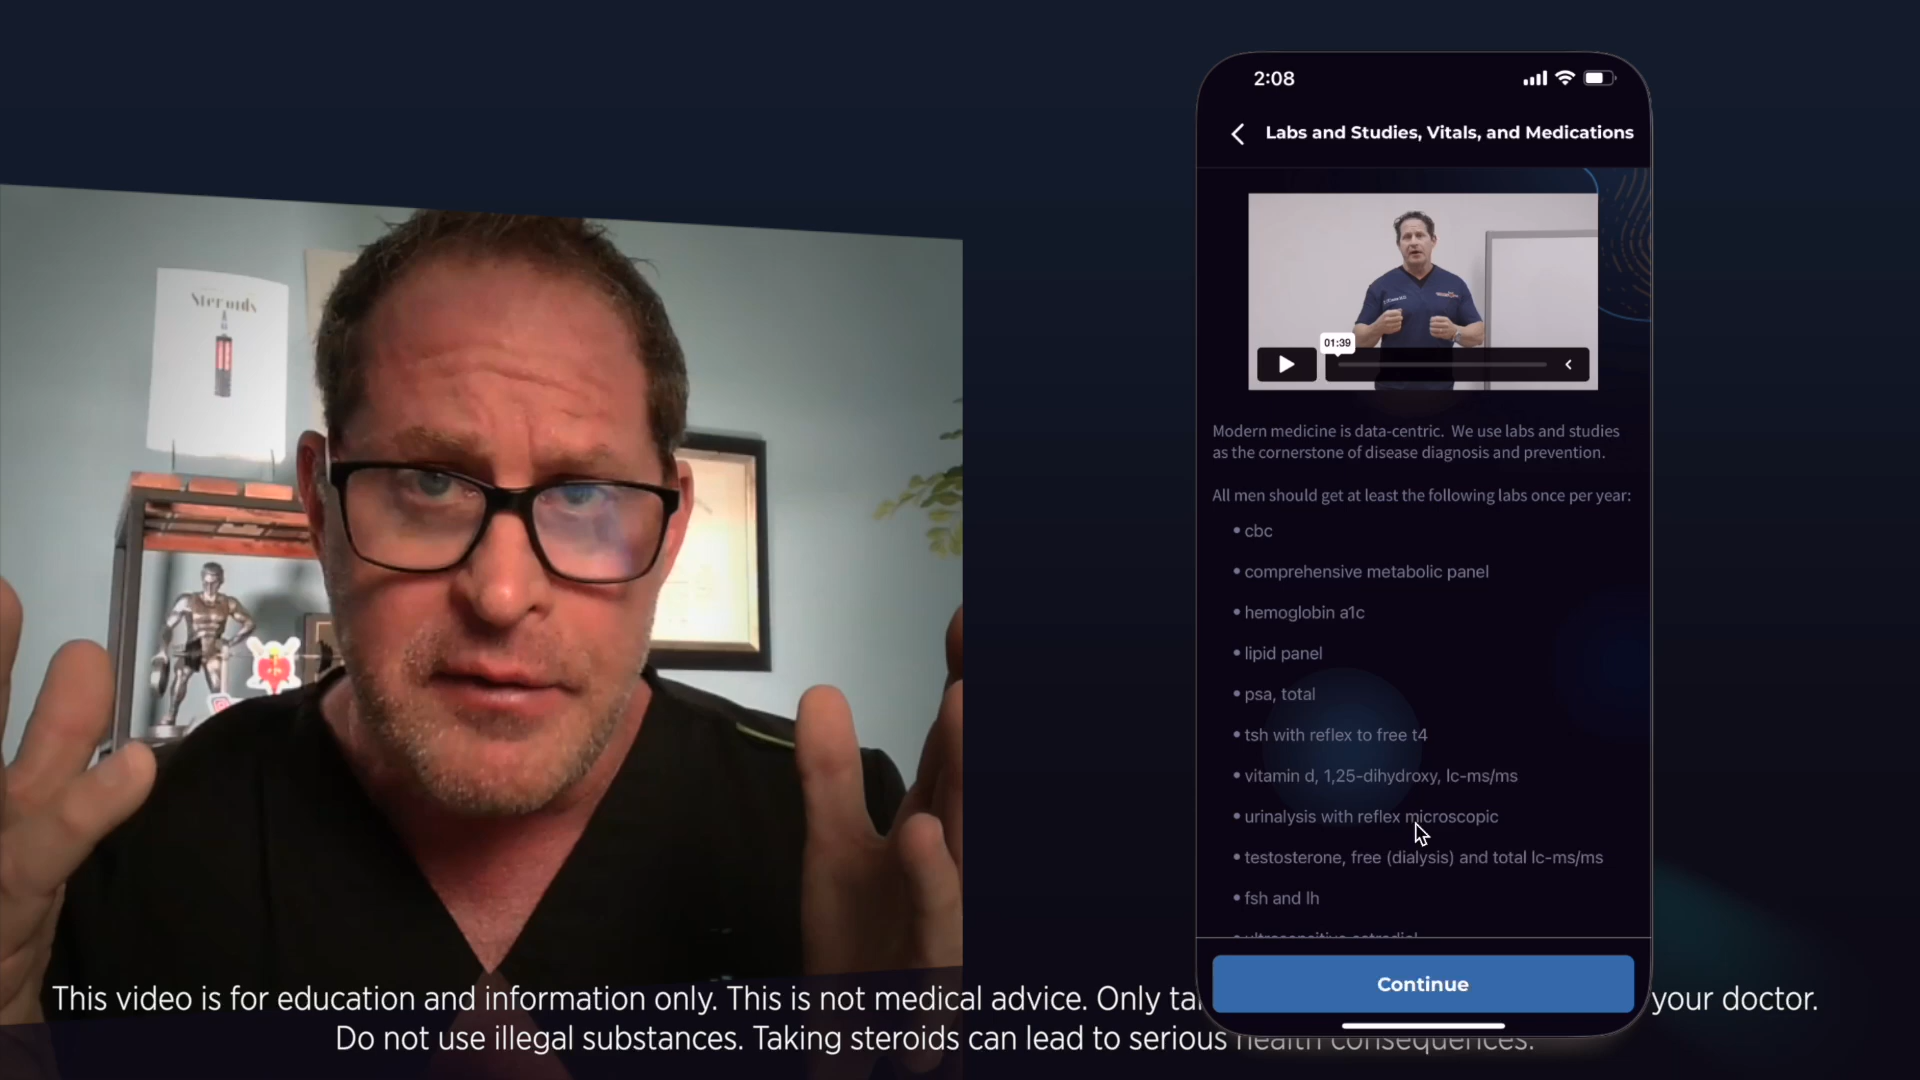 2:08
Labs and Studies, Vitals, and Medications
Steroids
01:39
Modern medicine is data-centric. We use labs and studies
as the cornerstone of disease diagnosis and prevention.
All men should get at least the following labs once per year:
• cbc
• comprehensive metabolic panel
• hemoglobin a1c
• lipid panel
• psa, total
• tsh with reflex to free t4
• vitamin d, 1,25-dihydroxy, lc-ms/ms
• urinalysis with reflex microscopic
• testosterone, free (dialysis) and total lc-ms/ms
• fsh and lh
• ultrasensitive estradiol
Continue
This video is for education and information only. This is not medical advice. Only ta your doctor.
Do not use illegal substances. Taking steroids can lead to serious health consequences.